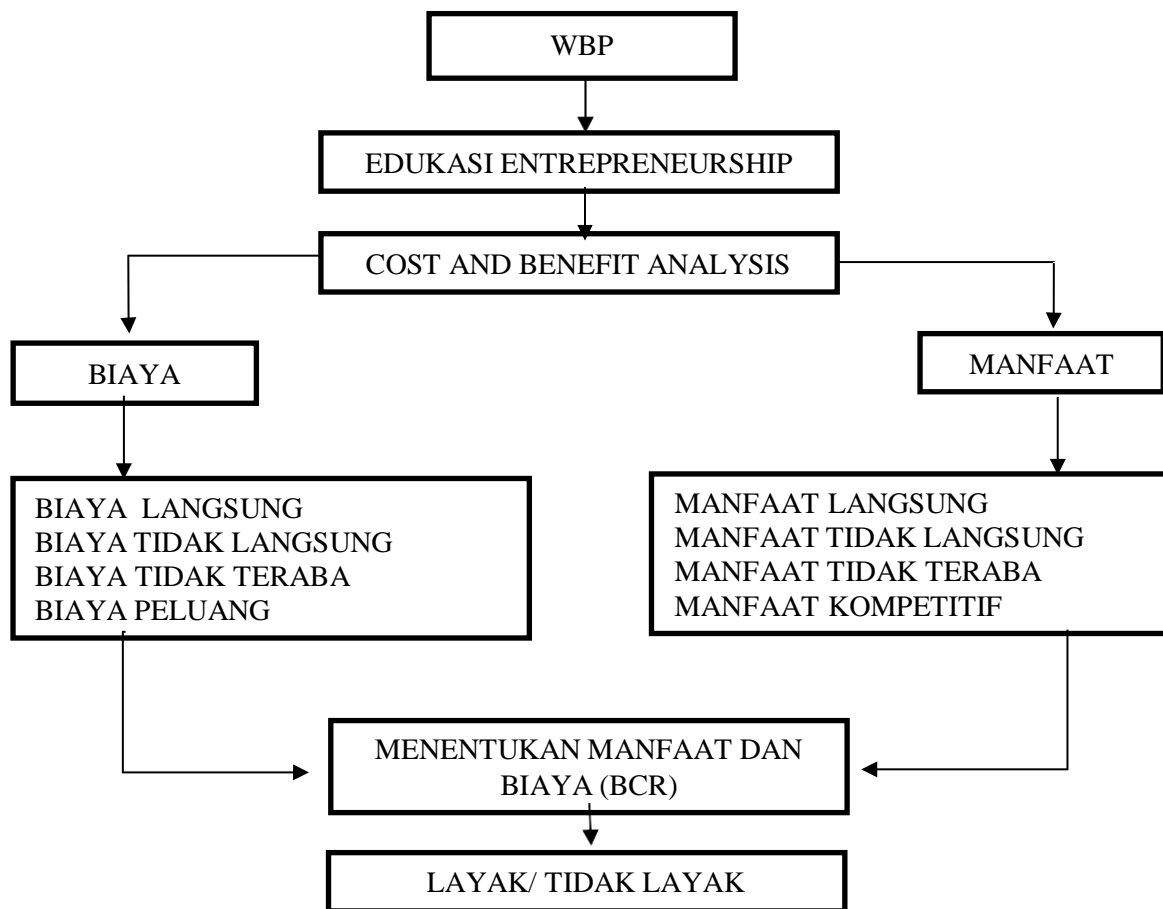 WBP
EDUKASI ENTREPRENEURSHIP
COST AND BENEFIT ANALYSIS
BIAYA
MANFAAT
BIAYA LANGSUNG
BIAYA TIDAK LANGSUNG
BIAYA TIDAK TERABA
BIAYA PELUANG
MANFAAT LANGSUNG
MANFAAT TIDAK LANGSUNG
MANFAAT TIDAK TERABA
MANFAAT KOMPETITIF
MENENTUKAN MANFAAT DAN
BIAYA (BCR)
LAYAK/ TIDAK LAYAK